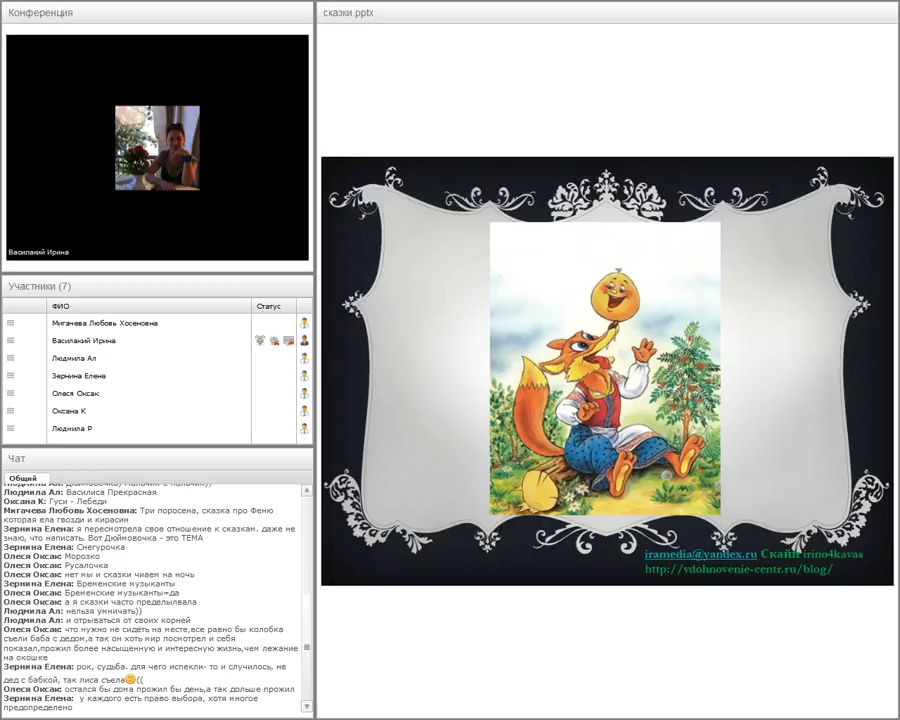 Конференция
Василакий Ирина
Участники (7)
ФИО
Статус
Мигачева Любовь Хосеновна
Василакий Ирина
Людмила Ал
Зернина Елена
Олеся Оксак
Оксана К
Людмила Р
Чат
Общий
Людмила Ал: Василиса Прекрасная
Оксана К: Гуси - Лебеди
Мигачева Любовь Хосеновна: Три поросена, сказка про Феню
которая ела гвозди и кирасин
Зернина Елена: я пересмотрела свое отношение к сказкам. даже не
знаю, что написать. Вот Дюймовочка - это ТЕМА
Зернина Елена: Снегурочка
Олеся Оксак: Морозко
Олеся Оксак: Русалочка
Олеся Оксак: нет мы и сказки чиаем на ночь
Зернина Елена: Бременские музыканты
Олеся Оксак: Бременские музыканты=да
Олеся Оксак: а я сказки часто переделывала
Людмила Ал: нельзя умничать))
Людмила Ал: и отрываться от своих корней
Олеся Оксак: что нужно не сидеть на месте,все равно бы колобка
съели баба с дедом,а так он хоть мир посмотрел и себя
показал,прожил более насыщенную и интересную жизнь,чем лежание
на окошке
Зернина Елена: рок, судьба. для чего испекли- то и случилось, не
дед с бабкой, так лиса съела((
Олеся Оксак: остался бы дома прожил бы день,а так дольше прожил
Зернина Елена: у каждого есть право выбора, хотя многое
предопределено
сказки.pptx
iramedia@yandex.ru Скайп irino4kavas
http://vdohnovenie-centr.ru/blog/